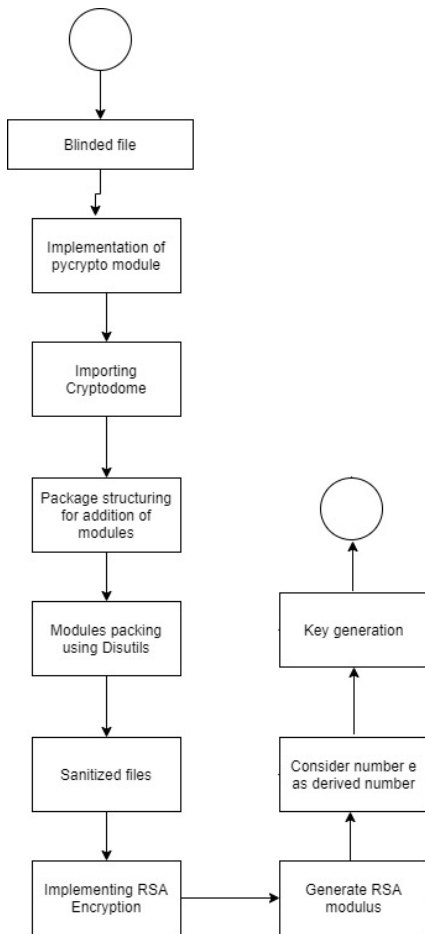 Blinded file
Implementation of
pycrypto module
Importing
Cryptodome
Package structuring
for addition of
modules
Modules packing
using Disutils
Sanitized files
Implementing RSA
Encryption
Generate RSA
modulus
Consider number e
as derived number
Key generation